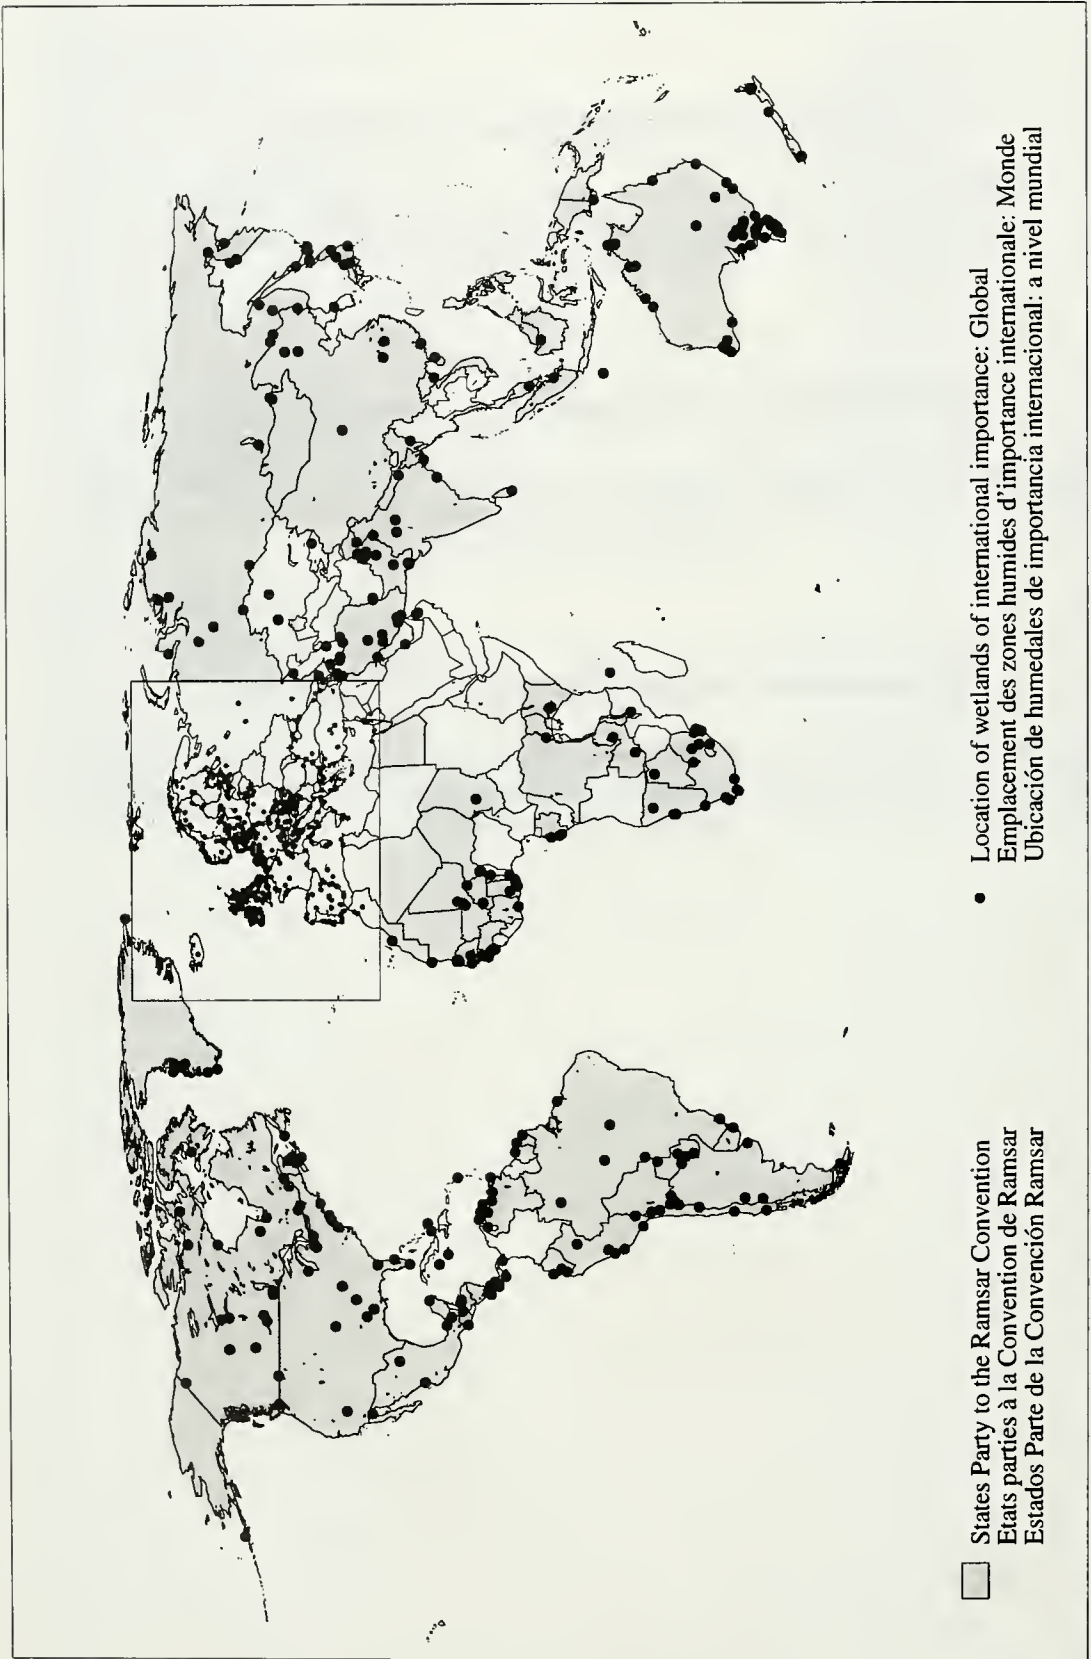 States Party to the Ramsar Convention
Etats parties à la Convention de Ramsar
Estados Parte de la Convención Ramsar
Location of wetlands of international importance: Global
Emplacement des zones humides d'importance internationale: Monde
Ubicación de humedales de importancia internacional: a nivel mundial